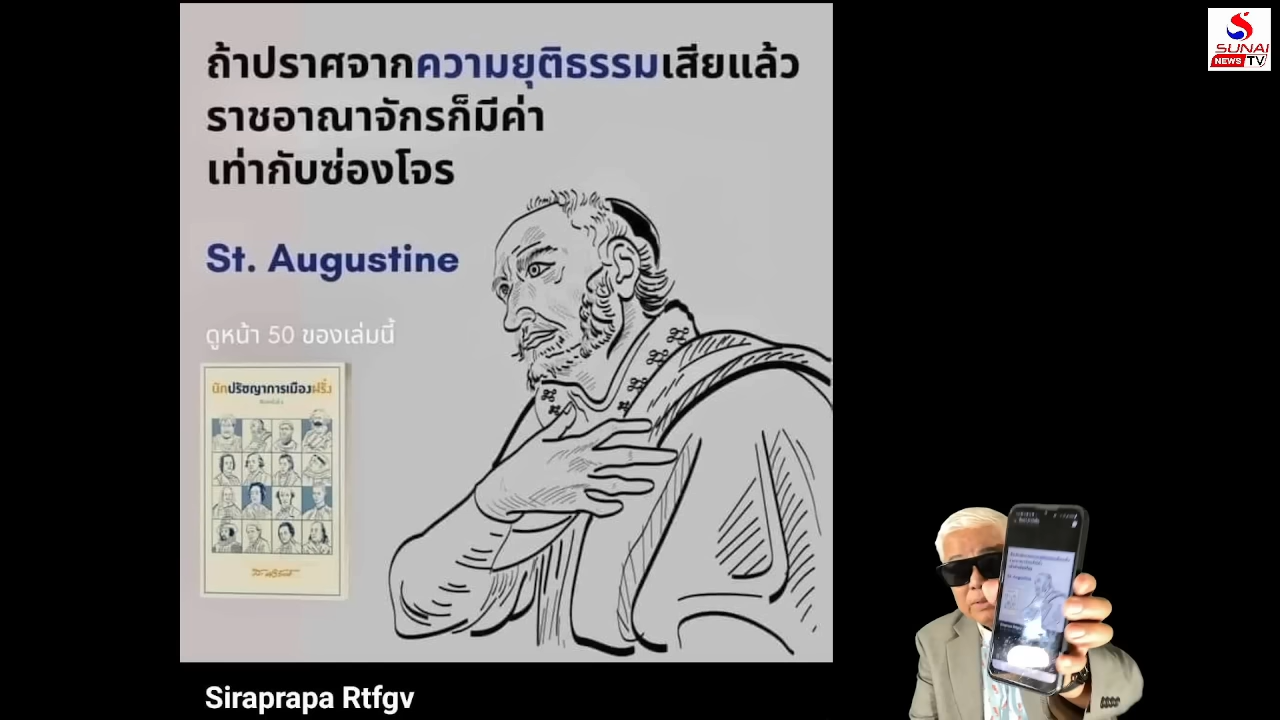 ถ้าปราศจากความยุติธรรมเสียแล้ว
ราชอาณาจักรก็มีค่า
เท่ากับซ่องโจร
St. Augustine
ดูหน้า 50 ของเล่มนี้
นักปรัชญาการเมืองฝรั่ง
Siraprapa Rtfgv
SUNAI
NEWS TV